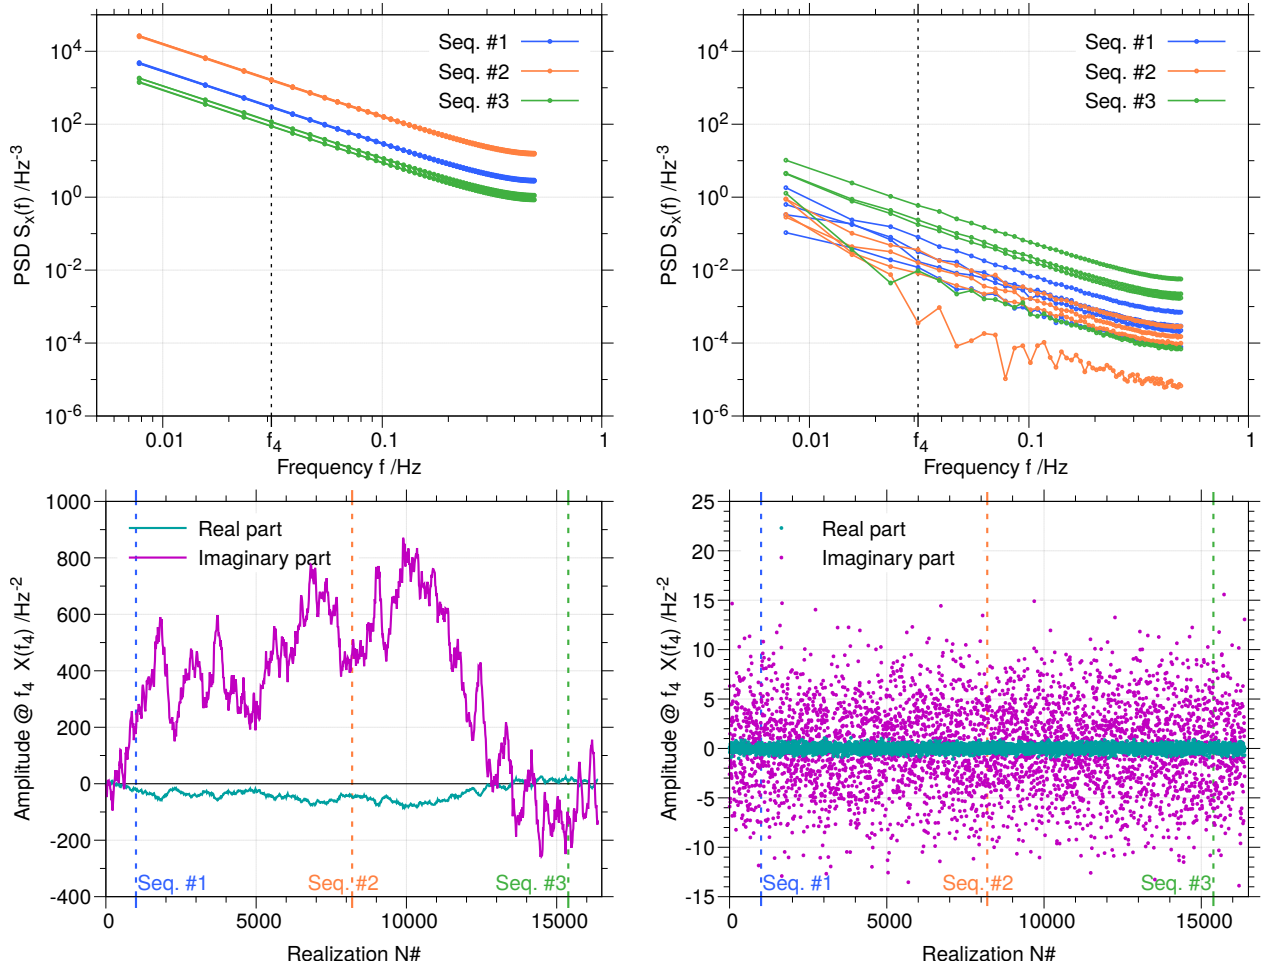 10^4
10^2
10^0
10^-2
10^-4
10^-6
PSD S_x(f) /Hz^-3
Seq. #1
Seq. #2
Seq. #3
0.01
f_4
0.1
1
Frequency f /Hz
10^4
10^2
10^0
10^-2
10^-4
10^-6
PSD S_x(f) /Hz^-3
Seq. #1
Seq. #2
Seq. #3
0.01
f_4
0.1
1
Frequency f /Hz
1000
800
600
400
200
0
-200
-400
Amplitude @ f_4 X(f_4) /Hz^-2
Real part
Imaginary part
Seq. #1
Seq. #2
Seq. #3
0
5000
10000
15000
Realization N#
25
20
15
10
5
0
-5
-10
-15
Amplitude @ f_4 X(f_4) /Hz^-2
Real part
Imaginary part
Seq. #1
Seq. #2
Seq. #3
0
5000
10000
15000
Realization N#